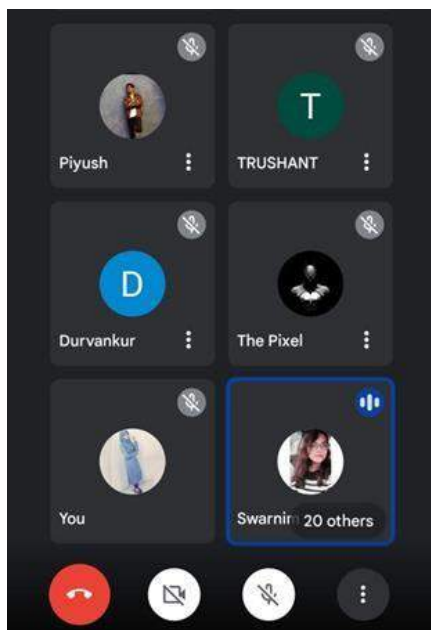 Piyush
T
TRUSHANT
D
Durvankur
The Pixel
You
20 others